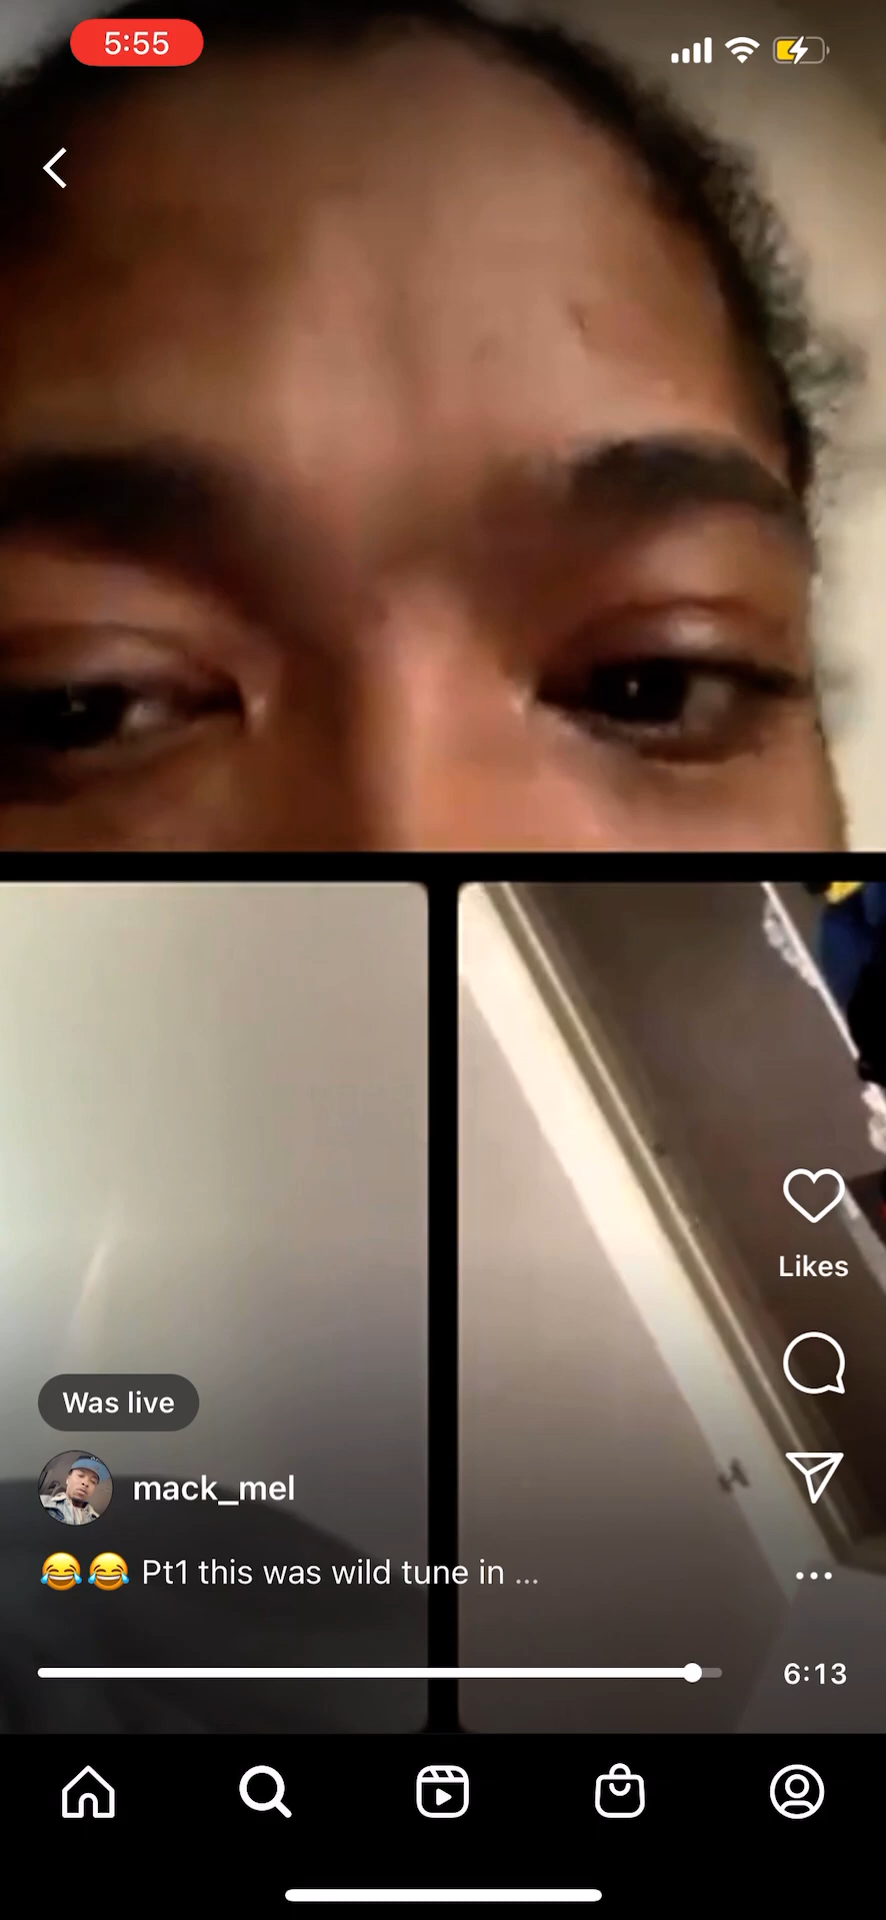 5:55
Likes
Was live
mack_mel
😂😂 Pt1 this was wild tune in ...
6:13